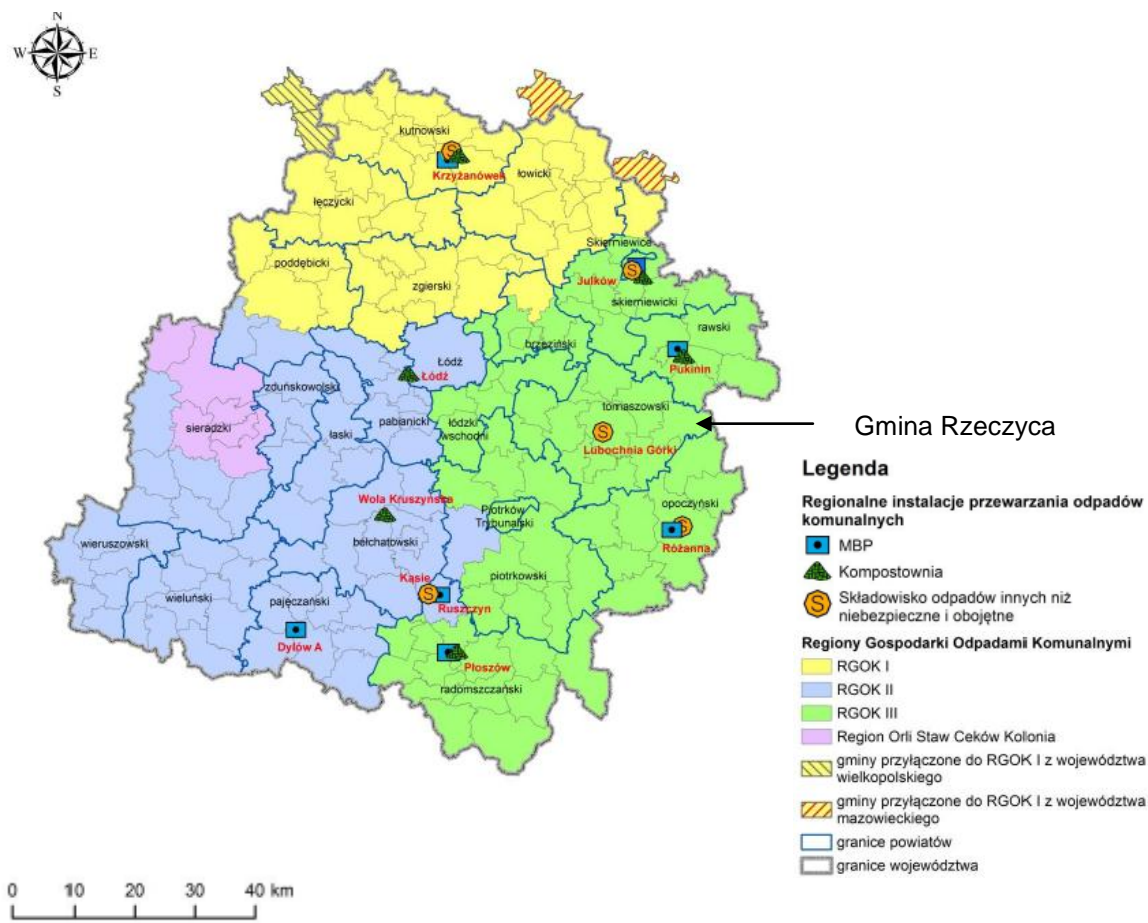 N
W E
S
kutnowski
S
Krzyżanówek
łowicki
łęczycki
Skierniewice
poddębicki
zgierski
S
Julków
skierniewicki
rawski
brzeziński
Pukinin
Łódź
Łódź
zduńskowolski
pabianicki
tomaszowski
Gmina Rzeczyca
sieradzki
łaski
łódzki
wschodni
S
Lubochnia Górki
Wola Kruszyńska
Piotrków
Trybunalski
opoczyński
S
Różanna
bełchatowski
wieruszowski
piotrkowski
Kąsie
S
Ruszczyn
wieluński
pajęczański
Dylów A
Płoszów
radomszczański
Legenda
Regionalne instalacje przewarzania odpadów
komunalnych
MBP
Kompostownia
S Składowisko odpadów innych niż
niebezpieczne i obojętne
Regiony Gospodarki Odpadami Komunalnymi
RGOK I
RGOK II
RGOK III
Region Orli Staw Ceków Kolonia
gminy przyłączone do RGOK I z województwa
wielkopolskiego
gminy przyłączone do RGOK I z województwa
mazowieckiego
granice powiatów
granice województwa
0 10 20 30 40 km